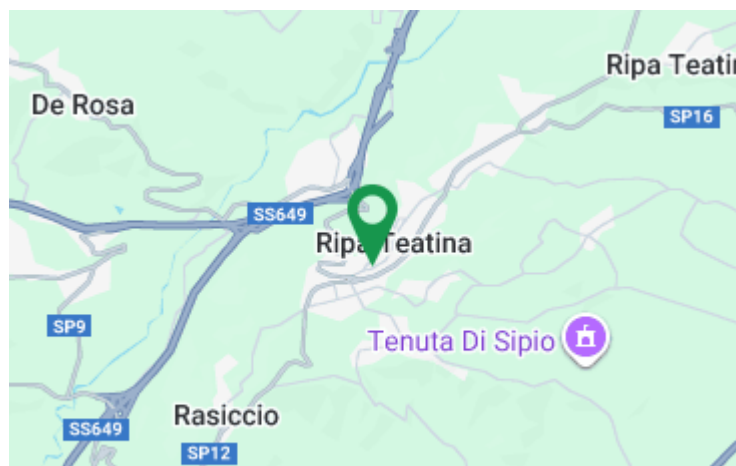 Ripa Teatin
De Rosa
SP16
SS649
Ripa Teatina
SP9
Tenuta Di Sipio
Rasiccio
SS649
SP12